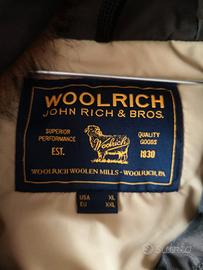 WOOLRICH
JOHN RICH & BROS.
SUPERIOR PERFORMANCE
QUALITY GOODS
EST.
Woolrich
1830
WOOLRICH WOOLEN MILLS - WOOLRICH, PA
USA XL
EU XXL
SUBITO